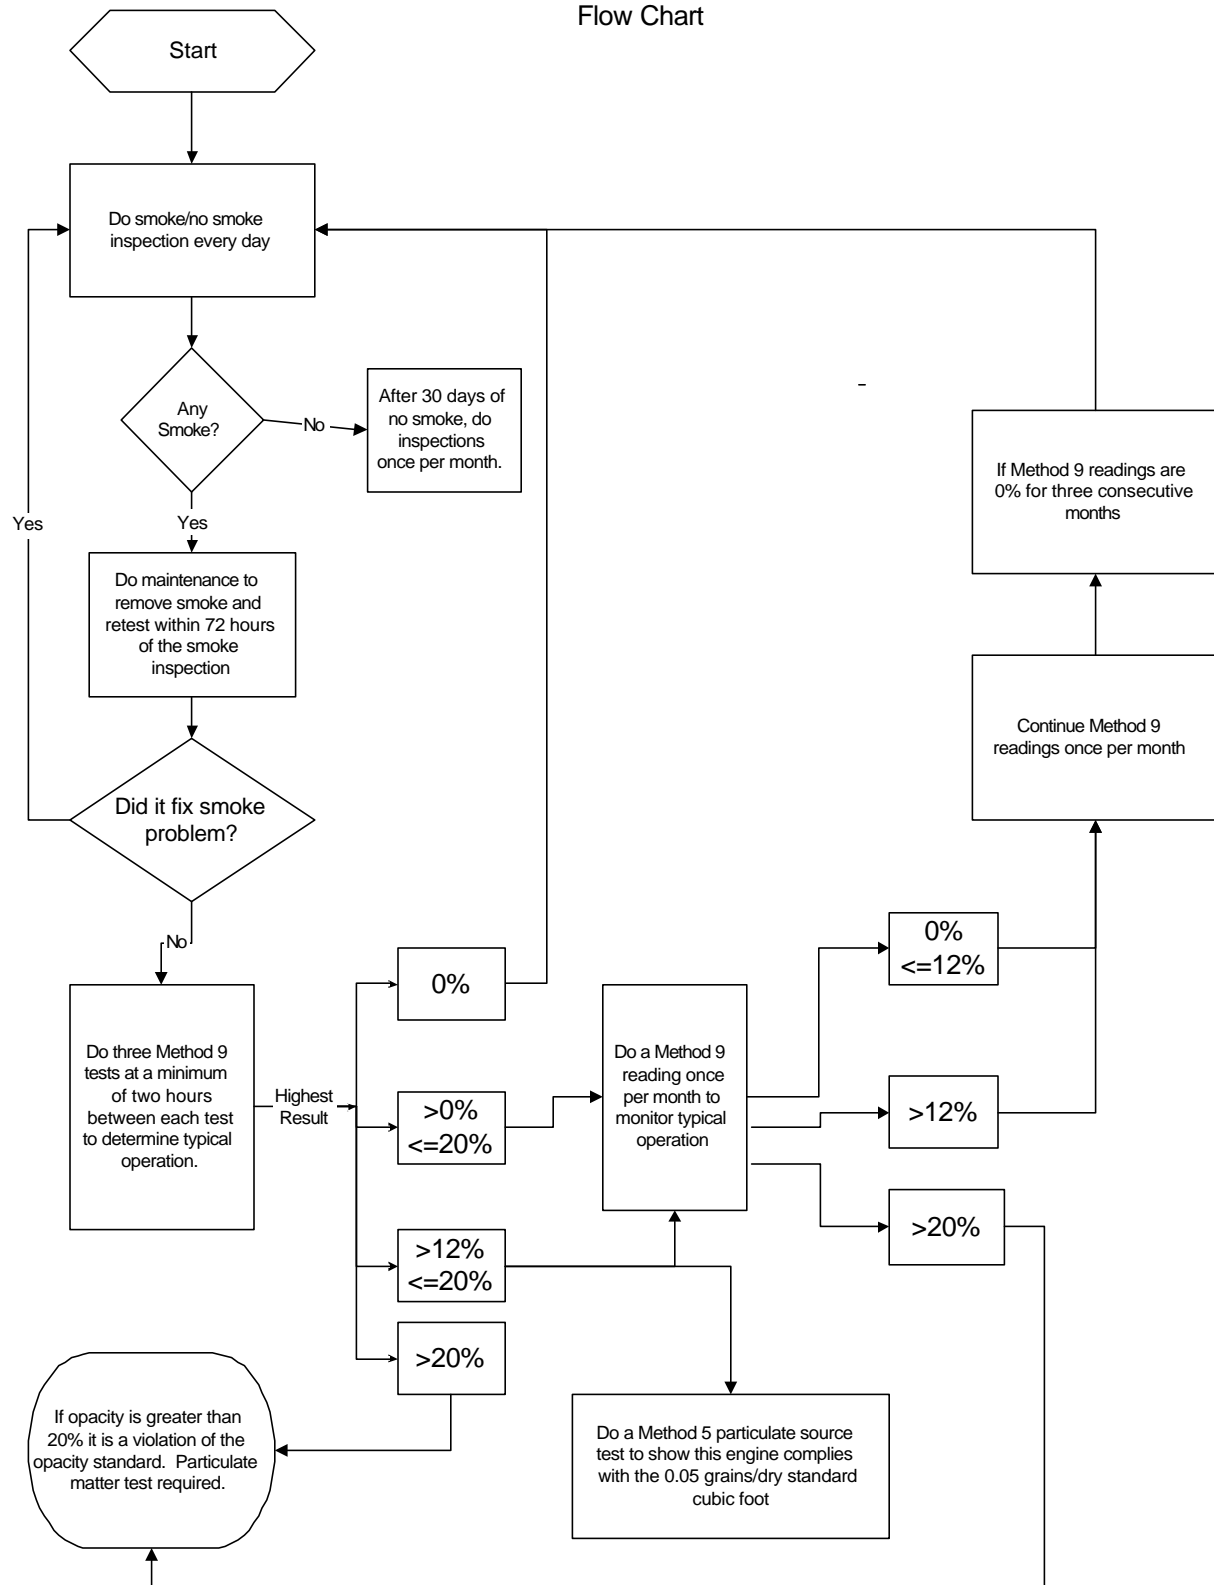 Flow Chart
Start
Do smoke/no smoke
inspection every day
Any
Smoke?
No
After 30 days of
no smoke, do
inspections
once per month.
Yes
Yes
Do maintenance to
remove smoke and
retest within 72 hours
of the smoke
inspection
Did it fix smoke
problem?
No
Do three Method 9
tests at a minimum
of two hours
between each test
to determine typical
operation.
Highest
Result
0%
>0%
<=20%
>12%
<=20%
>20%
Do a Method 9
reading once
per month to
monitor typical
operation
0%
<=12%
>12%
>20%
Continue Method 9
readings once per month
If Method 9 readings are
0% for three consecutive
months
If opacity is greater than
20% it is a violation of the
opacity standard. Particulate
matter test required.
Do a Method 5 particulate source
test to show this engine complies
with the 0.05 grains/dry standard
cubic foot